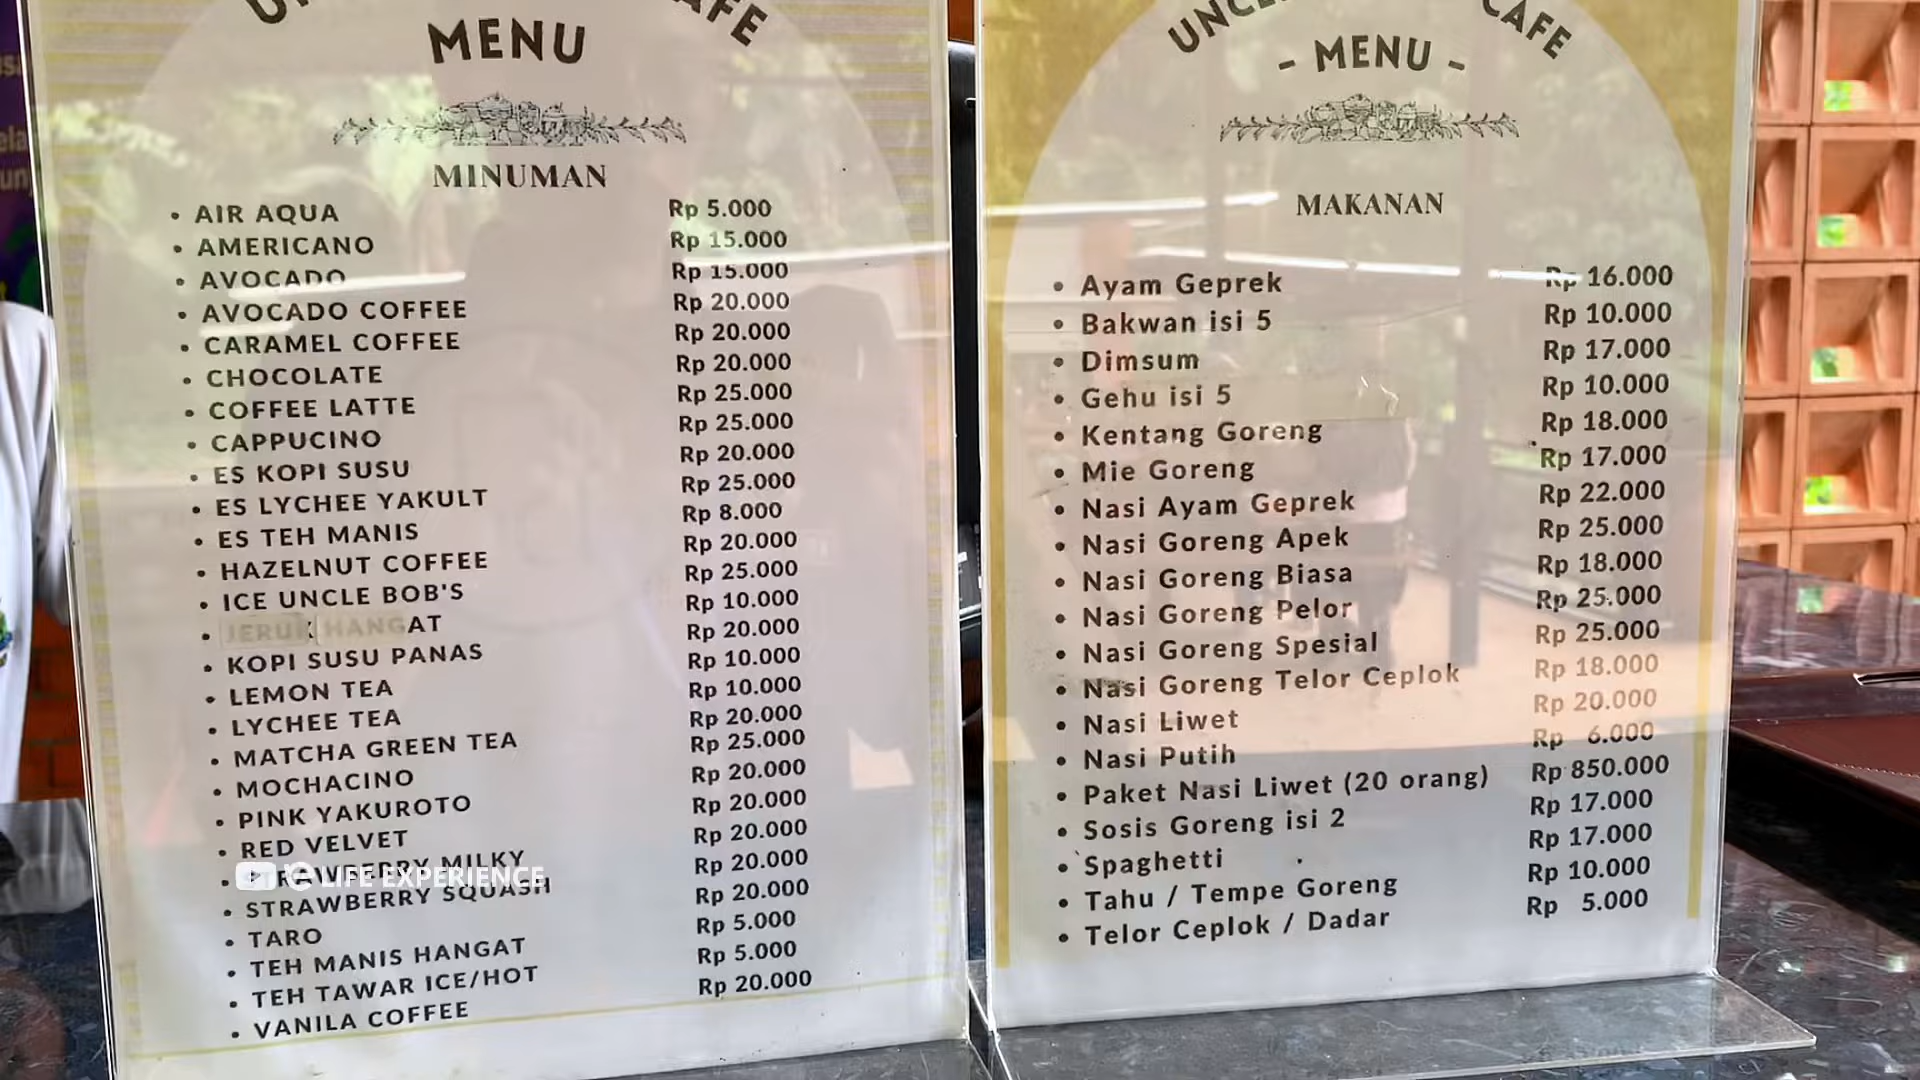 CAFE
MENU
MINUMAN
AIR AQUA Rp 5.000
AMERICANO Rp 15.000
AVOCADO Rp 15.000
AVOCADO COFFEE Rp 20.000
CARAMEL COFFEE Rp 20.000
CHOCOLATE Rp 20.000
COFFEE LATTE Rp 25.000
CAPPUCINO Rp 25.000
ES KOPI SUSU Rp 20.000
ES LYCHEE YAKULT Rp 25.000
ES TEH MANIS Rp 8.000
HAZELNUT COFFEE Rp 20.000
ICE UNCLE BOB'S Rp 25.000
JERUK HANGAT Rp 10.000
KOPI SUSU PANAS Rp 20.000
LEMON TEA Rp 10.000
LYCHEE TEA Rp 10.000
MATCHA GREEN TEA Rp 20.000
MOCHACINO Rp 25.000
PINK YAKUROTO Rp 20.000
RED VELVET Rp 20.000
STRAWBERRY MILKY Rp 20.000
STRAWBERRY SQUASH Rp 20.000
TARO Rp 20.000
TEH MANIS HANGAT Rp 5.000
TEH TAWAR ICE/HOT Rp 5.000
VANILA COFFEE Rp 20.000
LIFE EXPERIENCE
CAFE
- MENU -
MAKANAN
Ayam Geprek Rp 16.000
Bakwan isi 5 Rp 10.000
Dimsum Rp 17.000
Gehu isi 5 Rp 10.000
Kentang Goreng Rp 18.000
Mie Goreng Rp 17.000
Nasi Ayam Geprek Rp 22.000
Nasi Goreng Apek Rp 25.000
Nasi Goreng Biasa Rp 18.000
Nasi Goreng Pelor Rp 25.000
Nasi Goreng Spesial Rp 25.000
Nasi Goreng Telor Ceplok Rp 18.000
Nasi Liwet Rp 20.000
Nasi Putih Rp 6.000
Paket Nasi Liwet (20 orang) Rp 850.000
Sosis Goreng isi 2 Rp 17.000
Spaghetti Rp 17.000
Tahu / Tempe Goreng Rp 10.000
Telor Ceplok / Dadar Rp 5.000